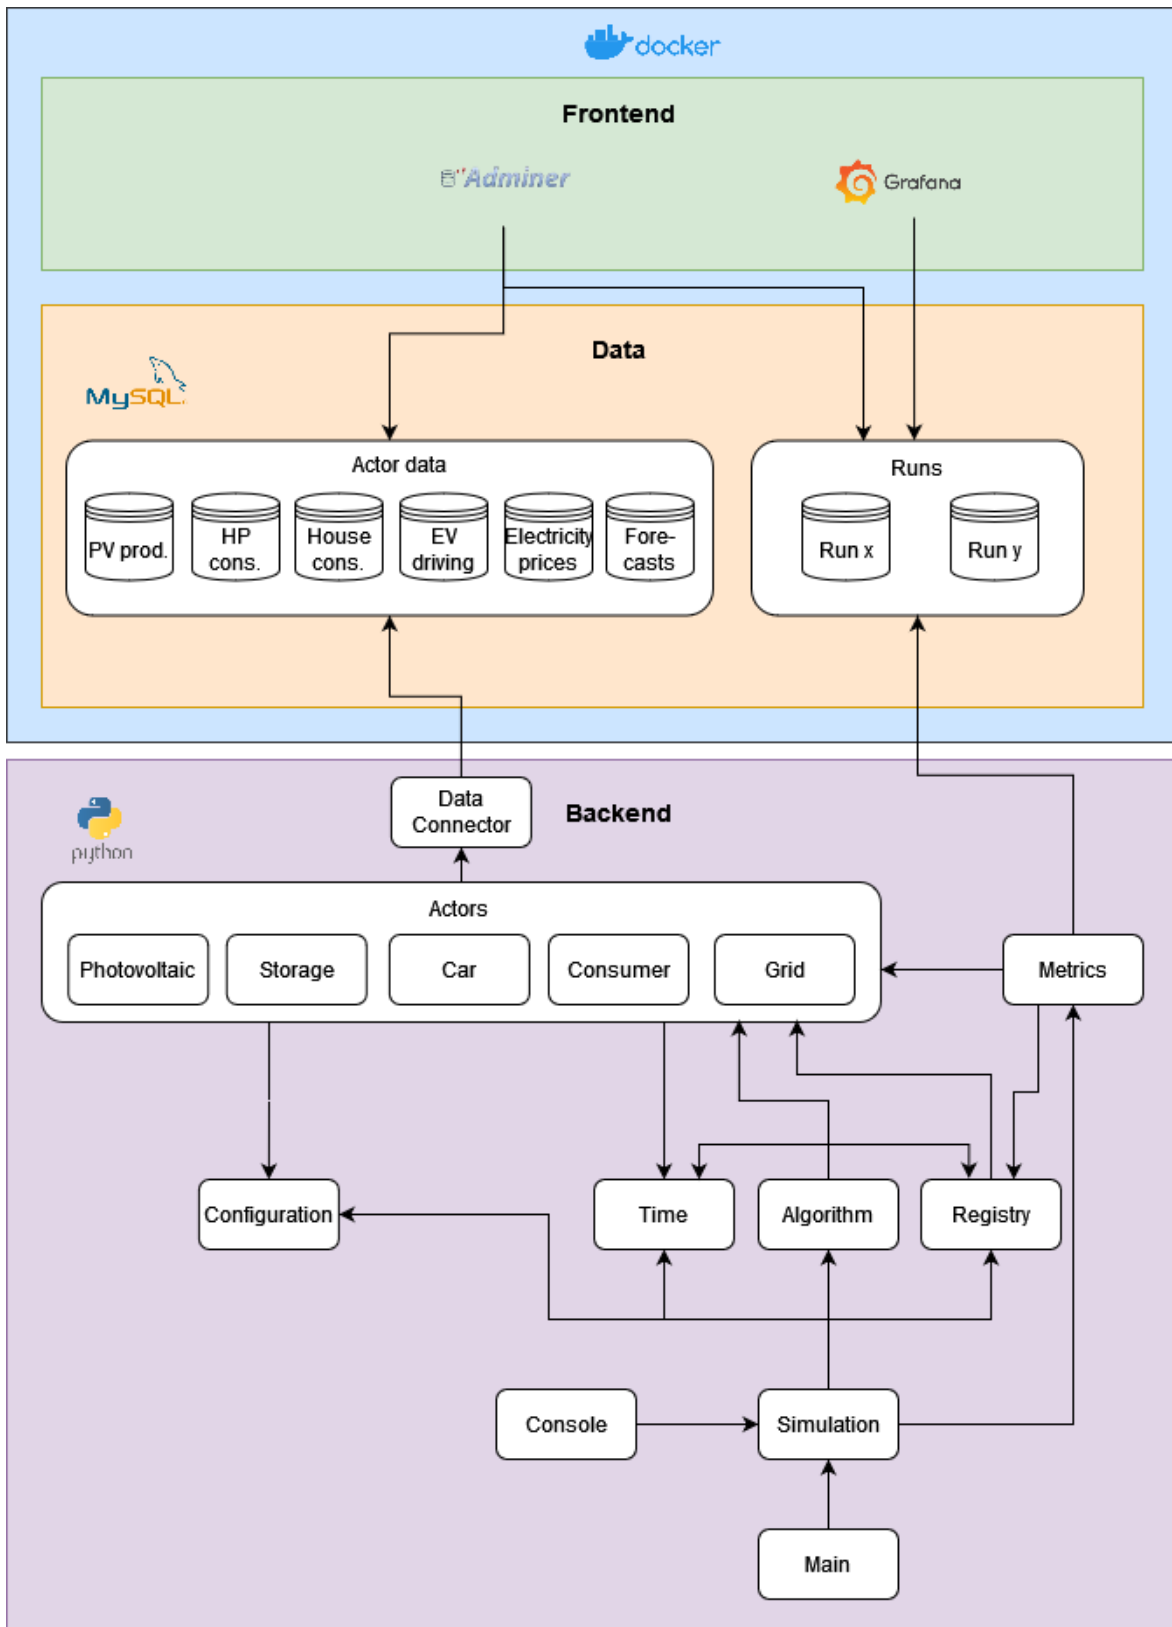 docker
Frontend
Adminer
Grafana
Data
MySQL
Actor data
Runs
PV prod.
HP
cons.
House
cons.
EV
driving
Electricity
prices
Fore-
casts
Run x
Run y
Data
Connector
Backend
python
Actors
Photovoltaic
Storage
Car
Consumer
Grid
Metrics
Configuration
Time
Algorithm
Registry
Console
Simulation
Main